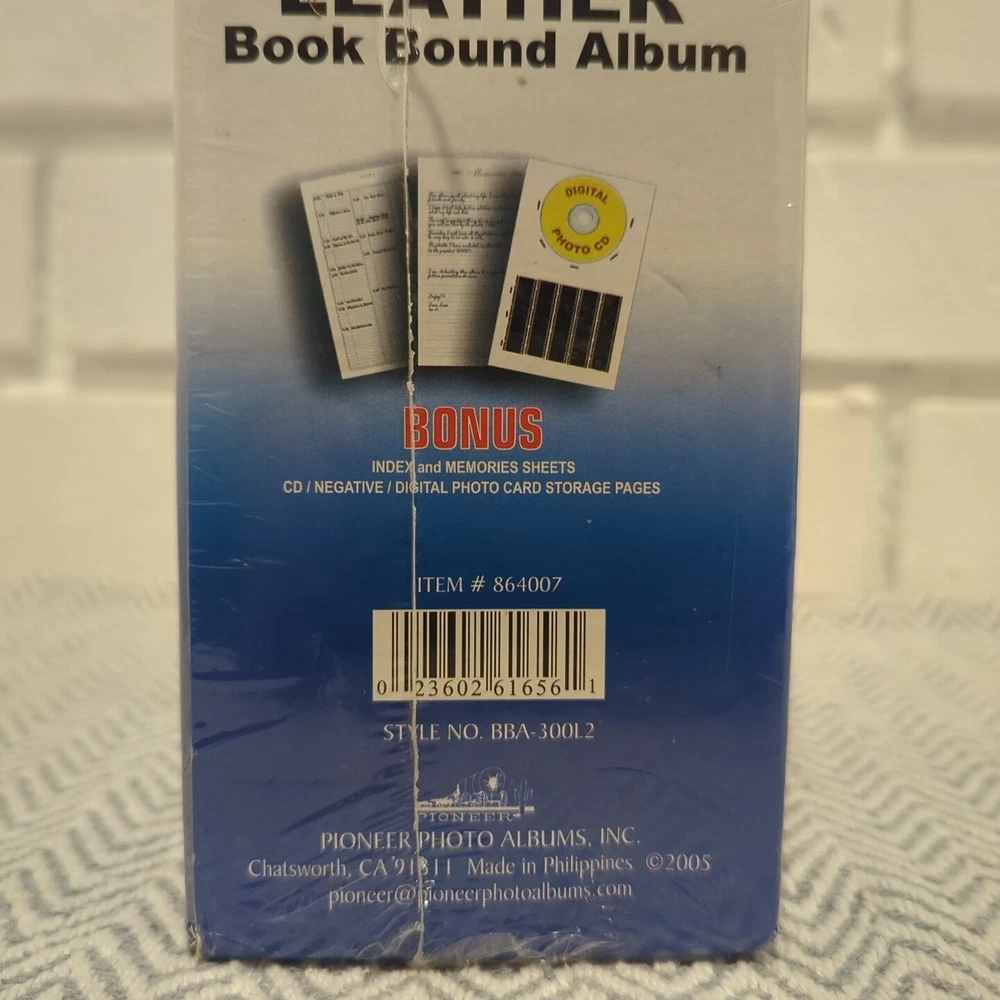 LEATHER
Book Bound Album
DIGITAL
PHOTO CD
BONUS
INDEX and MEMORIES SHEETS
CD / NEGATIVE / DIGITAL PHOTO CARD STORAGE PAGES
ITEM # 864007
0 23602 61656 1
STYLE NO. BBA-300L2
PIONEER
PIONEER PHOTO ALBUMS, INC.
Chatsworth, CA 91311 Made in Philippines ©2005
pioneer@pioneerphotoalbums.com